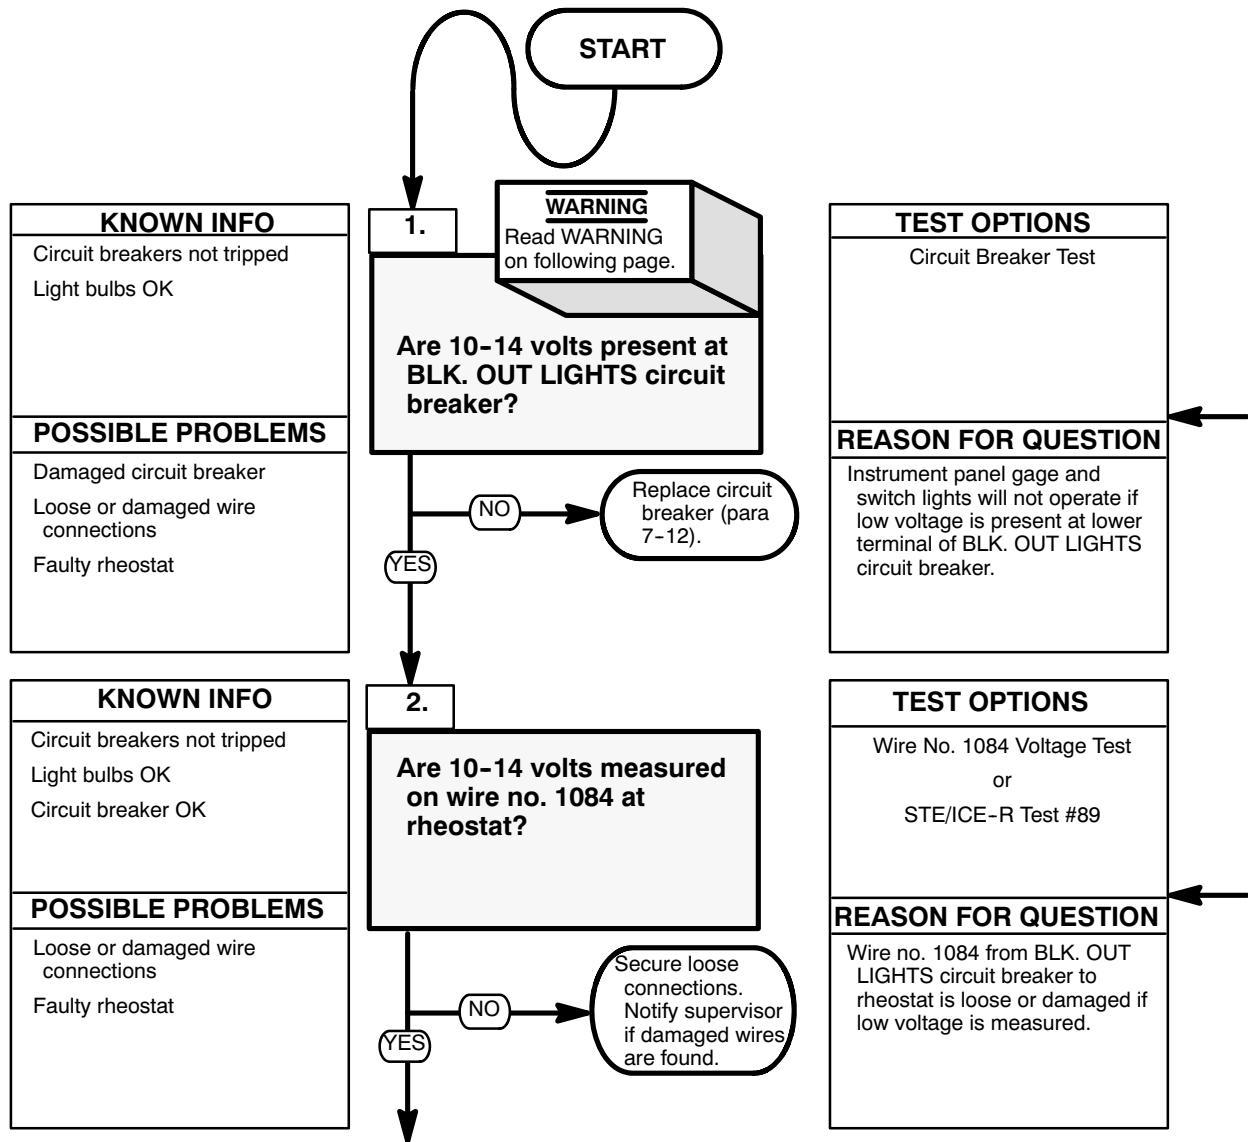 START
KNOWN INFO
Circuit breakers not tripped
Light bulbs OK
POSSIBLE PROBLEMS
Damaged circuit breaker
Loose or damaged wire
connections
Faulty rheostat
1.
WARNING
Read WARNING
on following page.
Are 10-14 volts present at
BLK. OUT LIGHTS circuit
breaker?
NO
Replace circuit
breaker (para
7-12).
YES
TEST OPTIONS
Circuit Breaker Test
REASON FOR QUESTION
Instrument panel gage and
switch lights will not operate if
low voltage is present at lower
terminal of BLK. OUT LIGHTS
circuit breaker.
KNOWN INFO
Circuit breakers not tripped
Light bulbs OK
Circuit breaker OK
POSSIBLE PROBLEMS
Loose or damaged wire
connections
Faulty rheostat
2.
Are 10-14 volts measured
on wire no. 1084 at
rheostat?
NO
Secure loose
connections.
Notify supervisor
if damaged wires
are found.
YES
TEST OPTIONS
Wire No. 1084 Voltage Test
or
STE/ICE-R Test #89
REASON FOR QUESTION
Wire no. 1084 from BLK. OUT
LIGHTS circuit breaker to
rheostat is loose or damaged if
low voltage is measured.